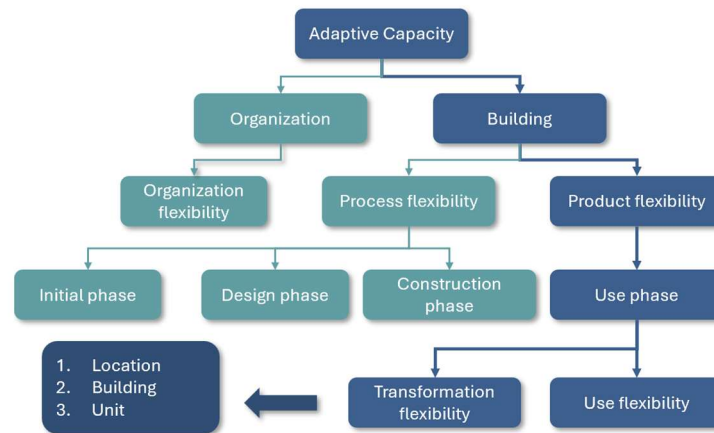 Adaptive Capacity
Organization
Building
Organization
flexibility
Process flexibility
Product flexibility
Initial phase
Design phase
Construction
phase
Use phase
1. Location
2. Building
3. Unit
Transformation
flexibility
Use flexibility